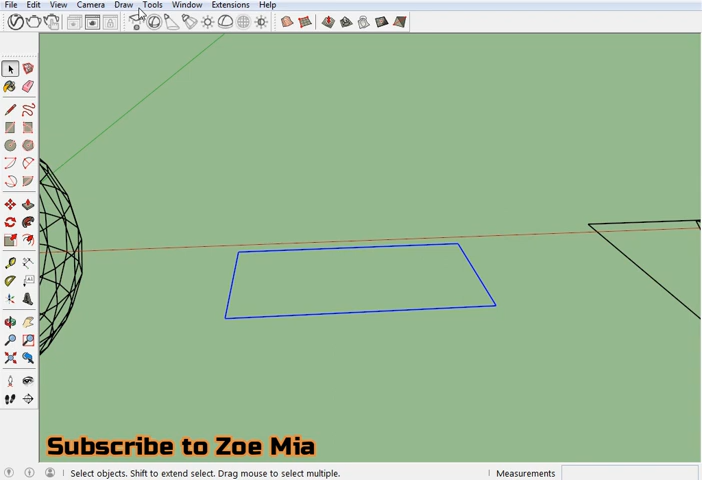 File Edit View Camera Draw Tools Window Extensions Help
Subscribe to Zoe Mia
Select objects. Shift to extend select. Drag mouse to select multiple. Measurements